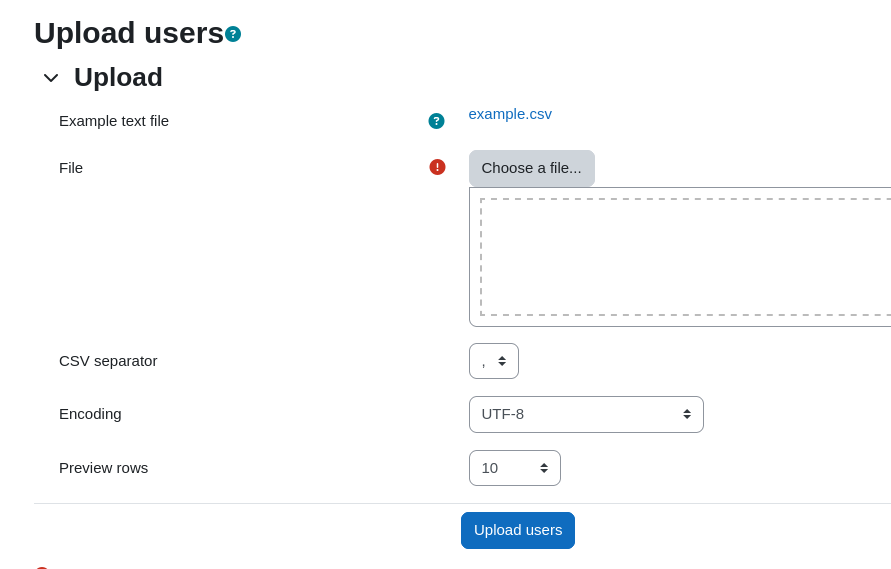 Upload users
Upload
Example text file
example.csv
File
Choose a file...
CSV separator
,
Encoding
UTF-8
Preview rows
10
Upload users